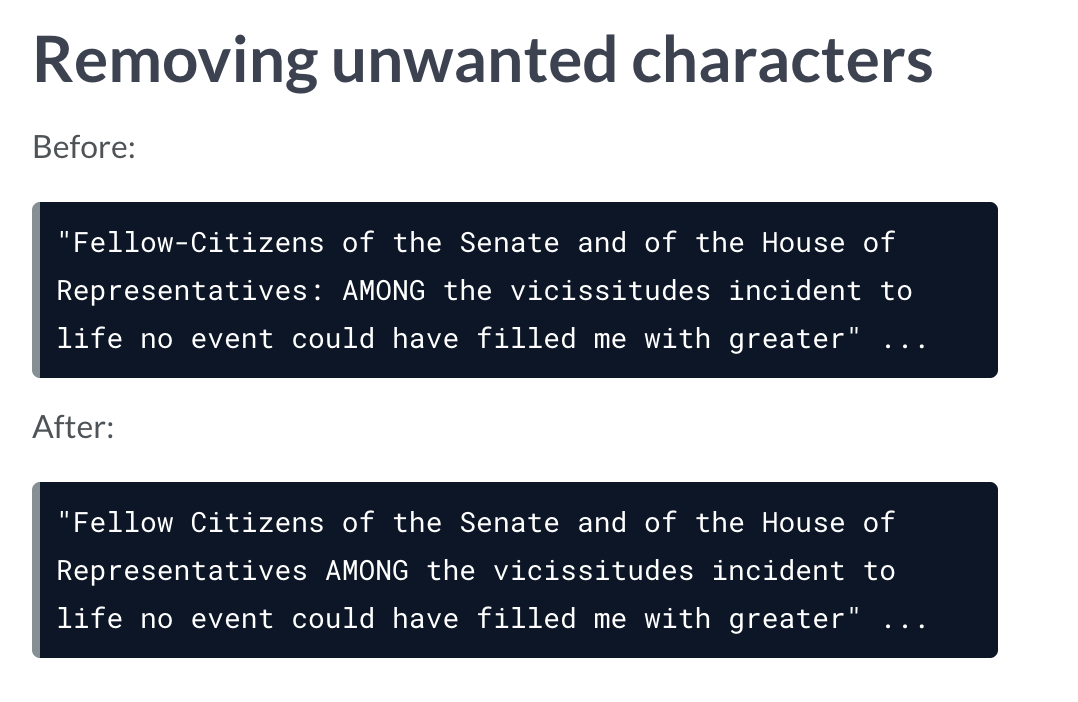 Removing unwanted characters
Before:
"Fellow-Citizens of the Senate and of the House of
Representatives: AMONG the vicissitudes incident to
life no event could have filled me with greater" ...
After:
"Fellow Citizens of the Senate and of the House of
Representatives AMONG the vicissitudes incident to
life no event could have filled me with greater" ...